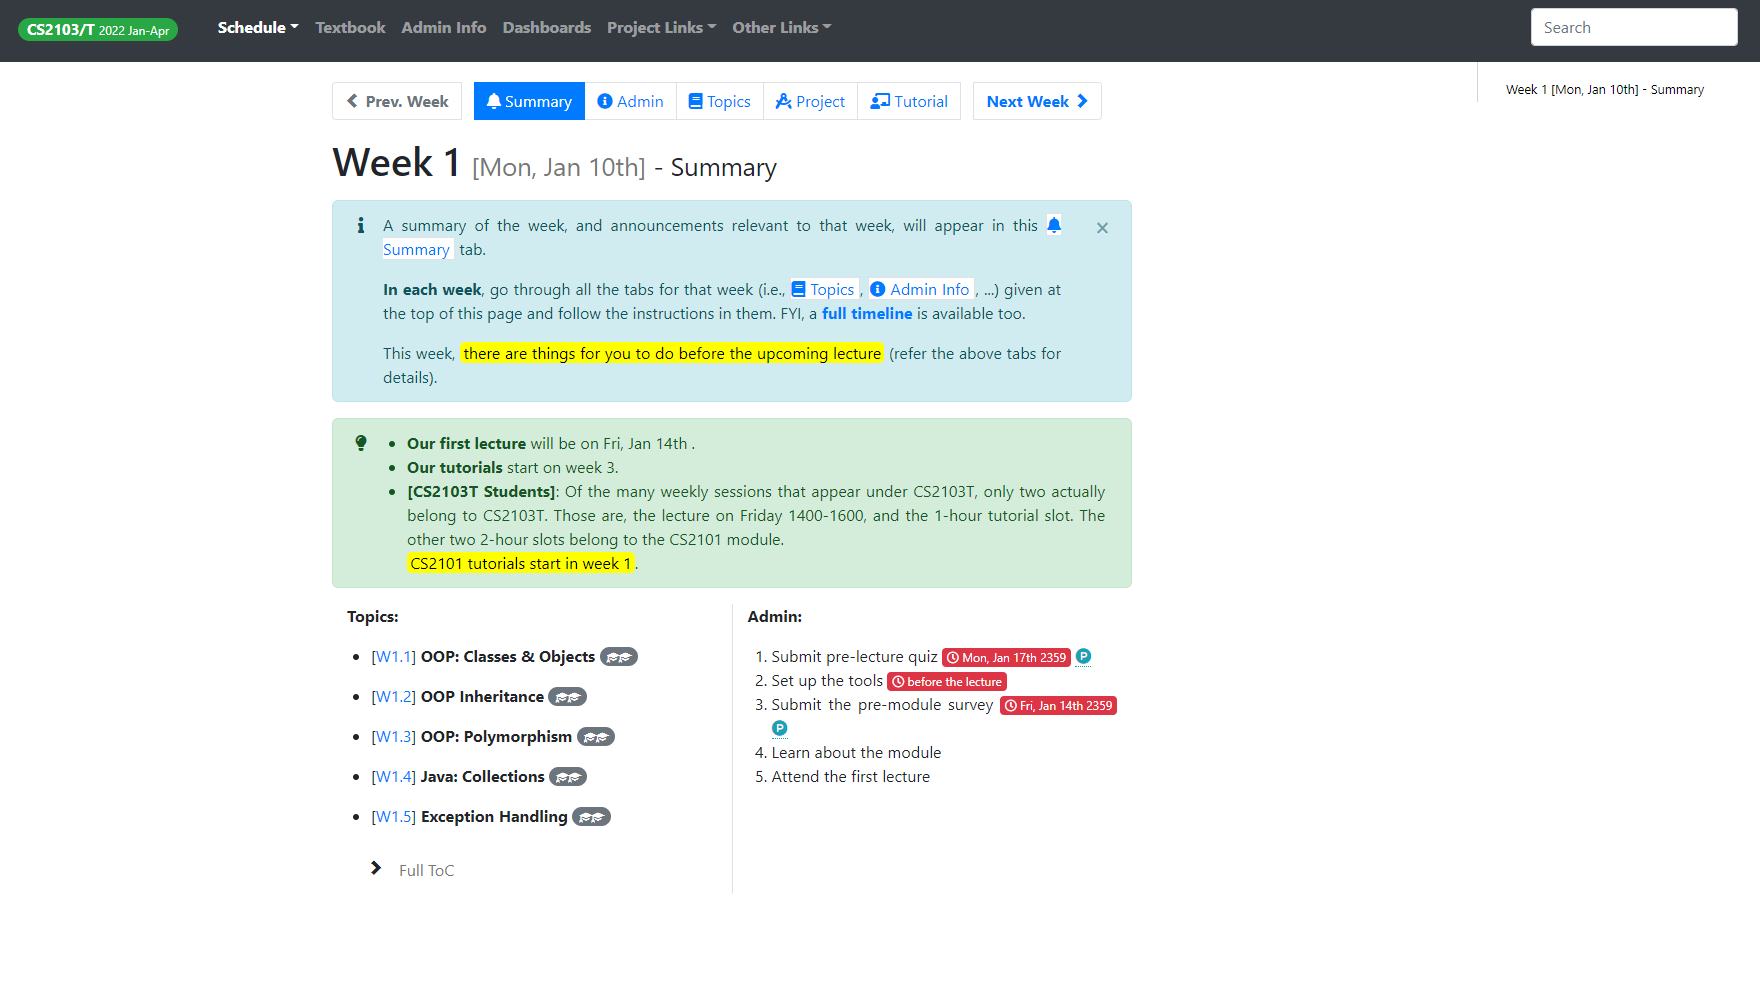 CS2103/T 2022 Jan-Apr
Schedule
Textbook
Admin Info
Dashboards
Project Links
Other Links
Search
Prev. Week
Summary
Admin
Topics
Project
Tutorial
Next Week
Week 1 [Mon, Jan 10th] - Summary
Week 1 [Mon, Jan 10th] - Summary
A summary of the week, and announcements relevant to that week, will appear in this
Summary tab.
In each week, go through all the tabs for that week (i.e., Topics , Admin Info , ...) given at
the top of this page and follow the instructions in them. FYI, a full timeline is available too.
This week, there are things for you to do before the upcoming lecture (refer the above tabs for
details).
Our first lecture will be on Fri, Jan 14th .
Our tutorials start on week 3.
[CS2103T Students]: Of the many weekly sessions that appear under CS2103T, only two actually
belong to CS2103T. Those are, the lecture on Friday 1400-1600, and the 1-hour tutorial slot. The
other two 2-hour slots belong to the CS2101 module.
CS2101 tutorials start in week 1.
Topics:
[W1.1] OOP: Classes & Objects
[W1.2] OOP Inheritance
[W1.3] OOP: Polymorphism
[W1.4] Java: Collections
[W1.5] Exception Handling
Full ToC
Admin:
1. Submit pre-lecture quiz Mon, Jan 17th 2359 P
2. Set up the tools before the lecture
3. Submit the pre-module survey Fri, Jan 14th 2359
P
4. Learn about the module
5. Attend the first lecture